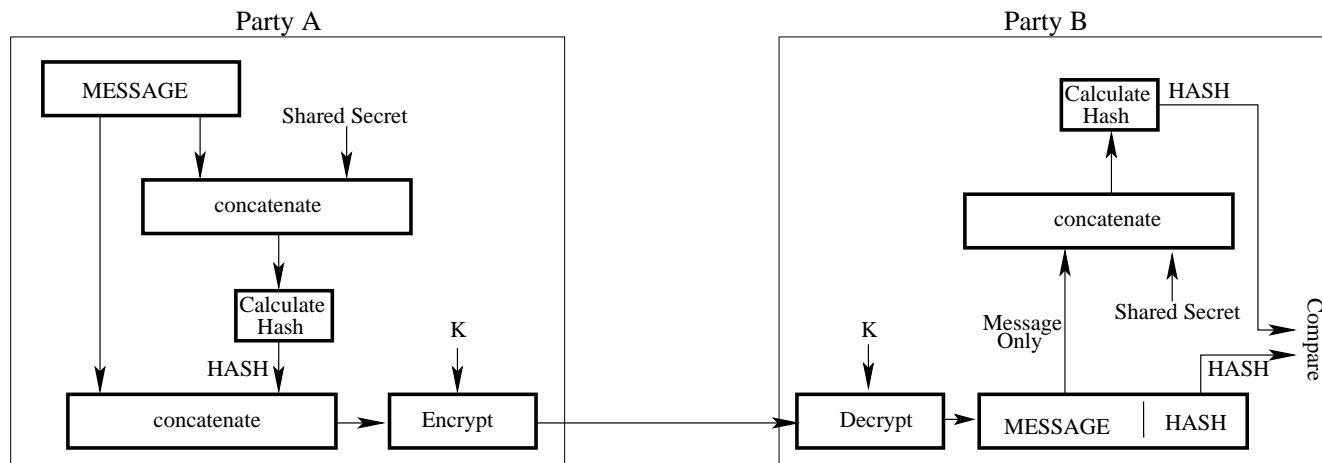 Party A
MESSAGE
Shared Secret
concatenate
Calculate
Hash
HASH
concatenate
K
Encrypt
Party B
Calculate
Hash
HASH
concatenate
Shared Secret
Message
Only
K
Decrypt
MESSAGE
HASH
HASH
Compare